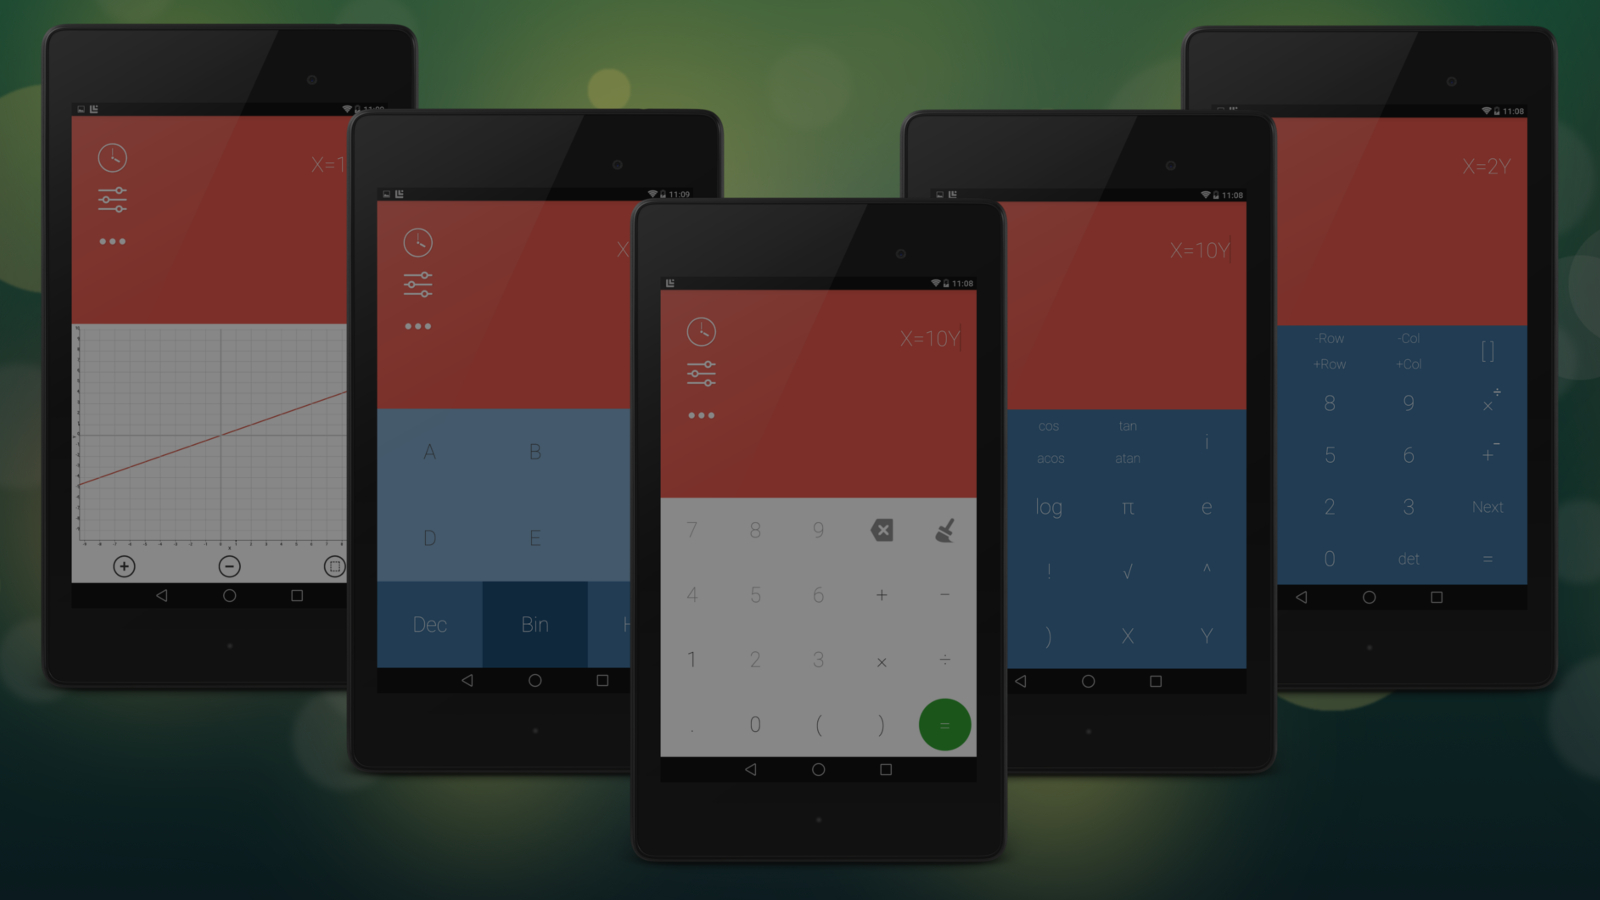 X=1
+
−
11:09
X
A
B
D
E
Dec
Bin
11:08
X=10Y
7
8
9
4
5
6
+
−
1
2
3
×
÷
.
0
(
)
=
11:08
X=10Y
cos
tan
i
acos
atan
log
π
e
!
√
^
)
X
Y
11:08
X=2Y
-Row
-Col
[ ]
+Row
+Col
8
9
×
÷
5
6
+
−
2
3
Next
0
det
=